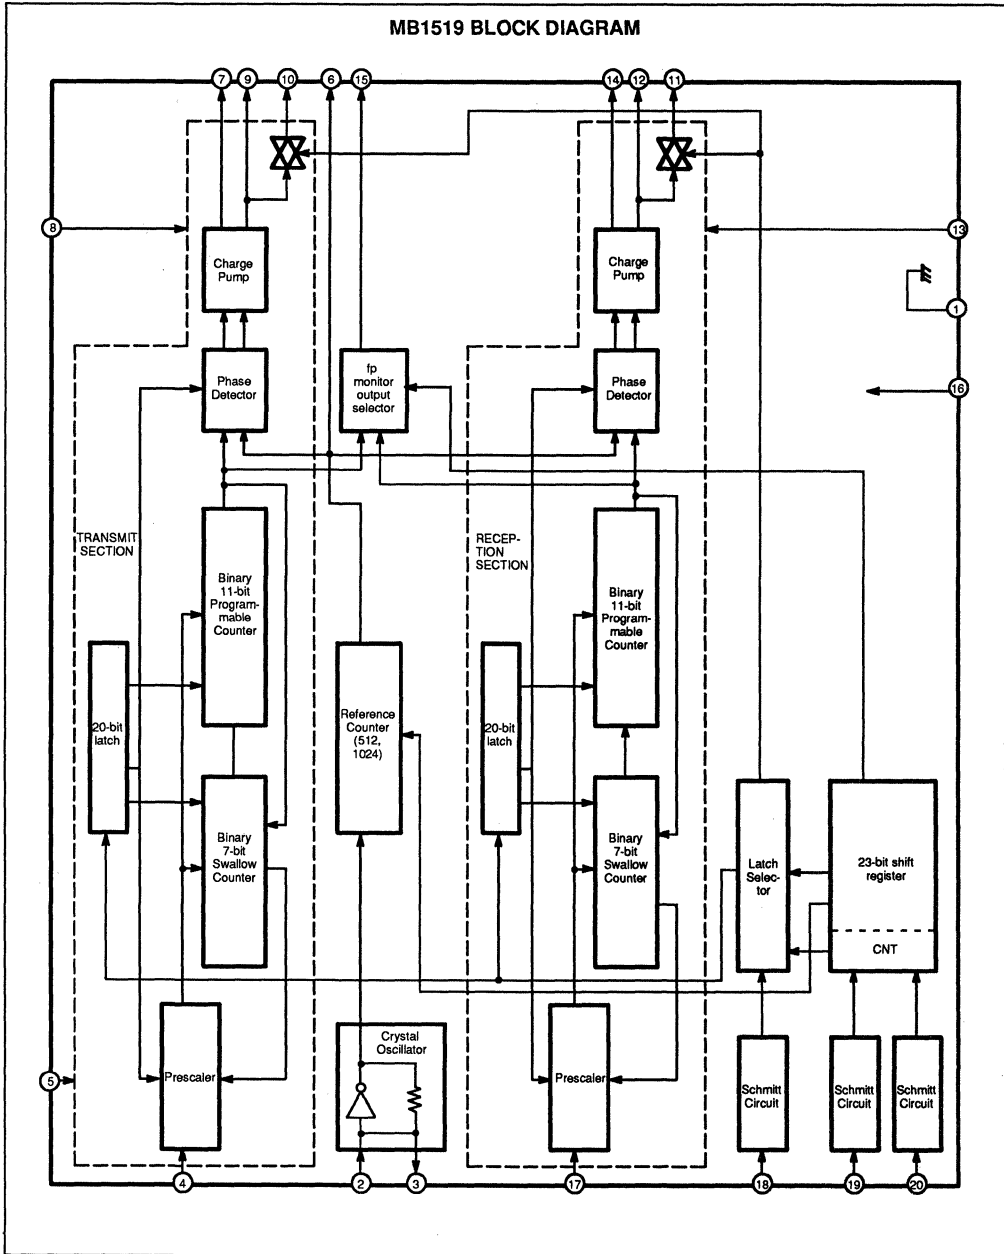 MB1519 BLOCK DIAGRAM
7
9
10
6
15
14
12
11
8
13
Charge
Pump
Charge
Pump
1
Phase
Detector
fp
monitor
output
selector
Phase
Detector
16
TRANSMIT
SECTION
RECEP-
TION
SECTION
Binary
11-bit
Program-
mable
Counter
Binary
11-bit
Program-
mable
Counter
20-bit
latch
Reference
Counter
(512,
1024)
20-bit
latch
Binary
7-bit
Swallow
Counter
Binary
7-bit
Swallow
Counter
Latch
Selec-
tor
23-bit shift
register
CNT
Crystal
Oscillator
5
Prescaler
Prescaler
Schmitt
Circuit
Schmitt
Circuit
Schmitt
Circuit
4
2
3
17
18
19
20